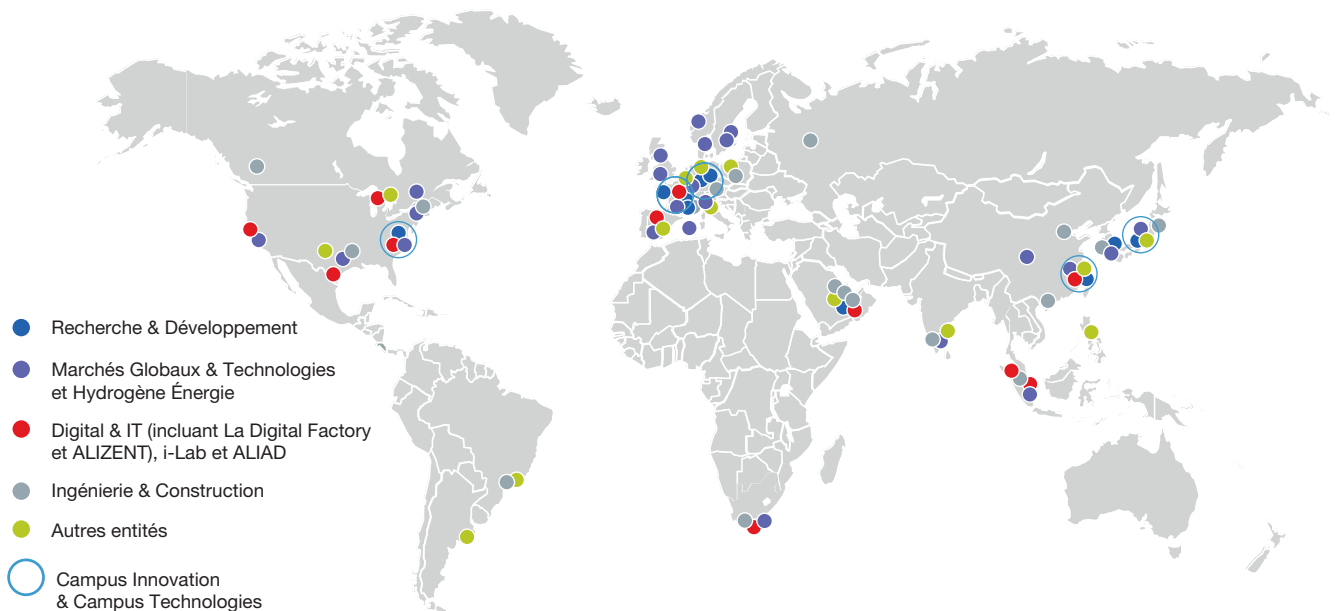 Recherche & Développement
Marchés Globaux & Technologies
et Hydrogène Énergie
Digital & IT (incluant La Digital Factory
et ALIZENT), i-Lab et ALIAD
Ingénierie & Construction
Autres entités
Campus Innovation
& Campus Technologies